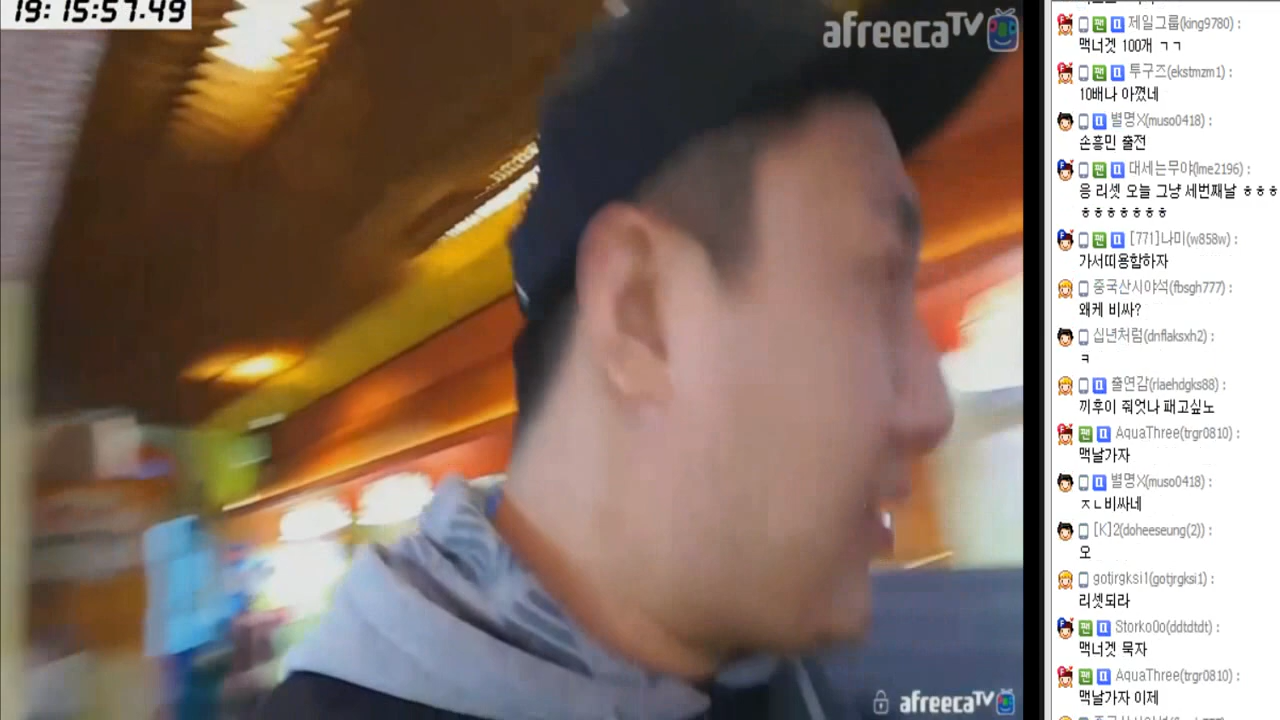 19:15:57.49
afreecaTV
제일그룹(king9780) :
맥너겟 100개 ㄱㄱ
투구즈(ekstmzm1) :
10배나 아꼈네
별명X(muso0418) :
손흥민 출전
대세는무야(lme2196) :
응 리셋 오늘 그냥 세번째날 ㅎㅎㅎ
ㅎㅎㅎㅎㅎㅎㅎ
[771]나미(w858w) :
가서띠용함하자
중국산시야석(fbsgh777) :
왜케 비싸?
십년처럼(dnflaksxh2) :
ㅋ
출연감(rlaehdgks88) :
끼후이 줘엇나 패고싶노
AquaThree(trgr0810) :
맥날가자
별명X(muso0418) :
ㅈㄴ비싸네
[K]2(doheeseung(2)) :
오
gotjrgksi1(gotjrgksi1) :
리셋되라
Storko0o(ddtdtdt) :
맥너겟 묵자
AquaThree(trgr0810) :
맥날가자 이제
afreecaTV